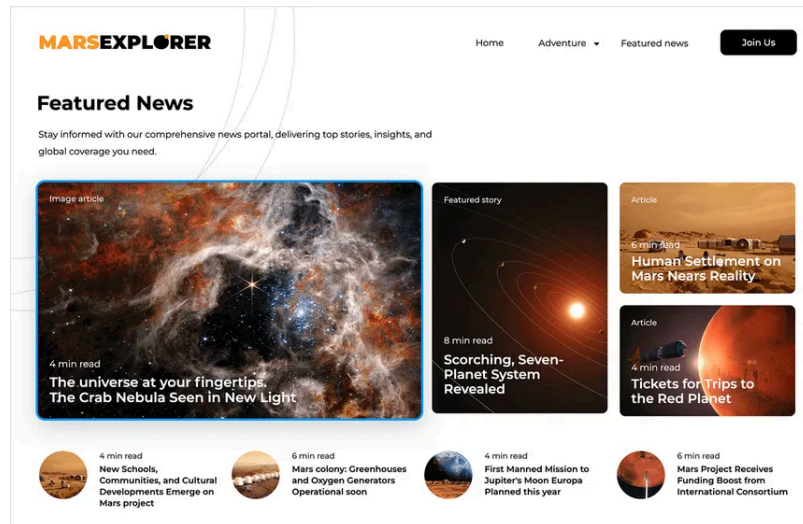 MARSEXPLORER
Home
Adventure
Featured news
Join Us
Featured News
Stay informed with our comprehensive news portal, delivering top stories, insights, and
global coverage you need.
Image article
4 min read
The universe at your fingertips.
The Crab Nebula Seen in New Light
Featured story
8 min read
Scorching, Seven-
Planet System
Revealed
Article
6 min read
Human Settlement on
Mars Nears Reality
Article
4 min read
Tickets for Trips to
the Red Planet
4 min read
New Schools,
Communities, and Cultural
Developments Emerge on
Mars project
6 min read
Mars colony: Greenhouses
and Oxygen Generators
Operational soon
4 min read
First Manned Mission to
Jupiter's Moon Europa
Planned this year
6 min read
Mars Project Receives
Funding Boost from
International Consortium